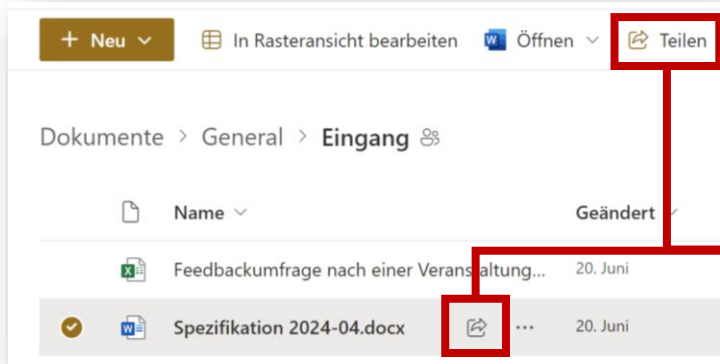 + Neu In Rasteransicht bearbeiten Öffnen Teilen
Dokumente > General > Eingang
Name Geändert
Feedbackumfrage nach einer Veranstaltung... 20. Juni
Spezifikation 2024-04.docx ... 20. Juni